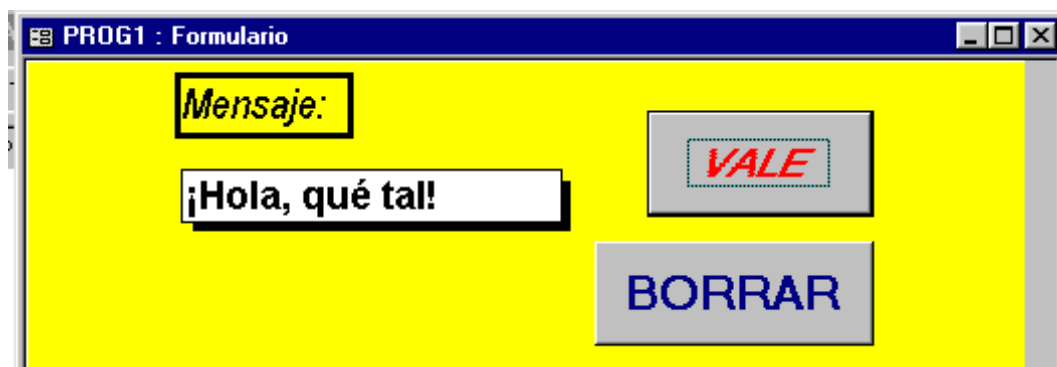 PROG1 : Formulario
Mensaje:
VALE
¡Hola, qué tal!
BORRAR